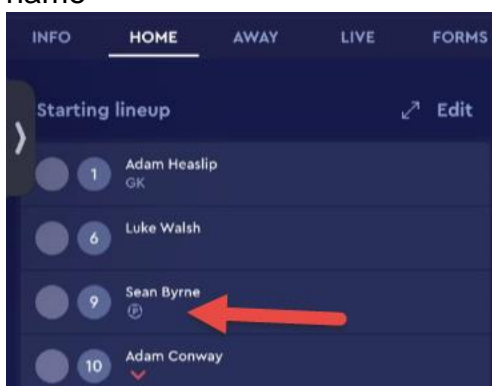 name
INFO HOME AWAY LIVE FORMS
Starting lineup Edit
1 Adam Heaslip
GK
6 Luke Walsh
9 Sean Byrne
P
10 Adam Conway